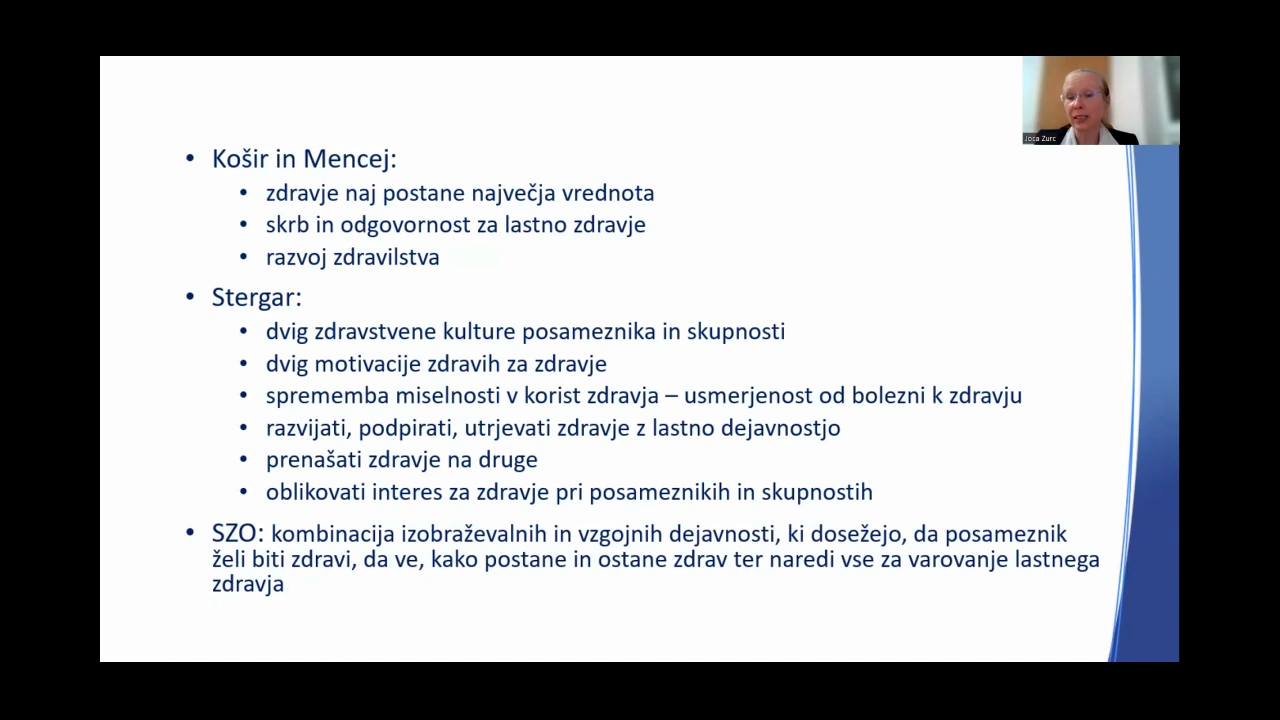 Joca Zurc
• Košir in Mencej:
• zdravje naj postane največja vrednota
• skrb in odgovornost za lastno zdravje
• razvoj zdravilstva
• Stergar:
• dvig zdravstvene kulture posameznika in skupnosti
• dvig motivacije zdravih za zdravje
• sprememba miselnosti v korist zdravja – usmerjenost od bolezni k zdravju
• razvijati, podpirati, utrjevati zdravje z lastno dejavnostjo
• prenašati zdravje na druge
• oblikovati interes za zdravje pri posameznikih in skupnostih
• SZO: kombinacija izobraževalnih in vzgojnih dejavnosti, ki dosežejo, da posameznik
želi biti zdravi, da ve, kako postane in ostane zdrav ter naredi vse za varovanje lastnega
zdravja